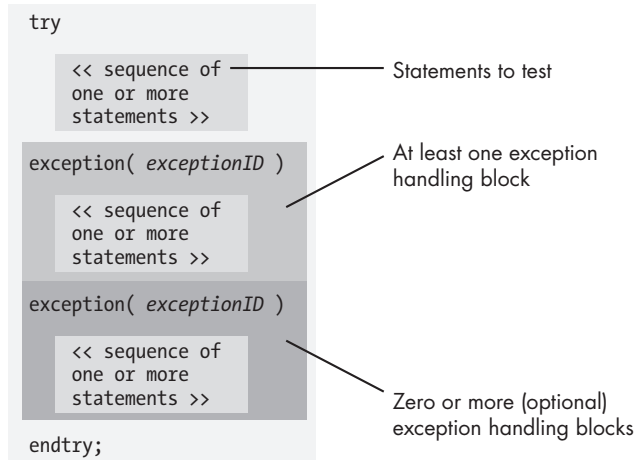 try
<< sequence of
one or more
statements >>
Statements to test
exception( exceptionID )
At least one exception
handling block
<< sequence of
one or more
statements >>
exception( exceptionID )
<< sequence of
one or more
statements >>
Zero or more (optional)
exception handling blocks
endtry;